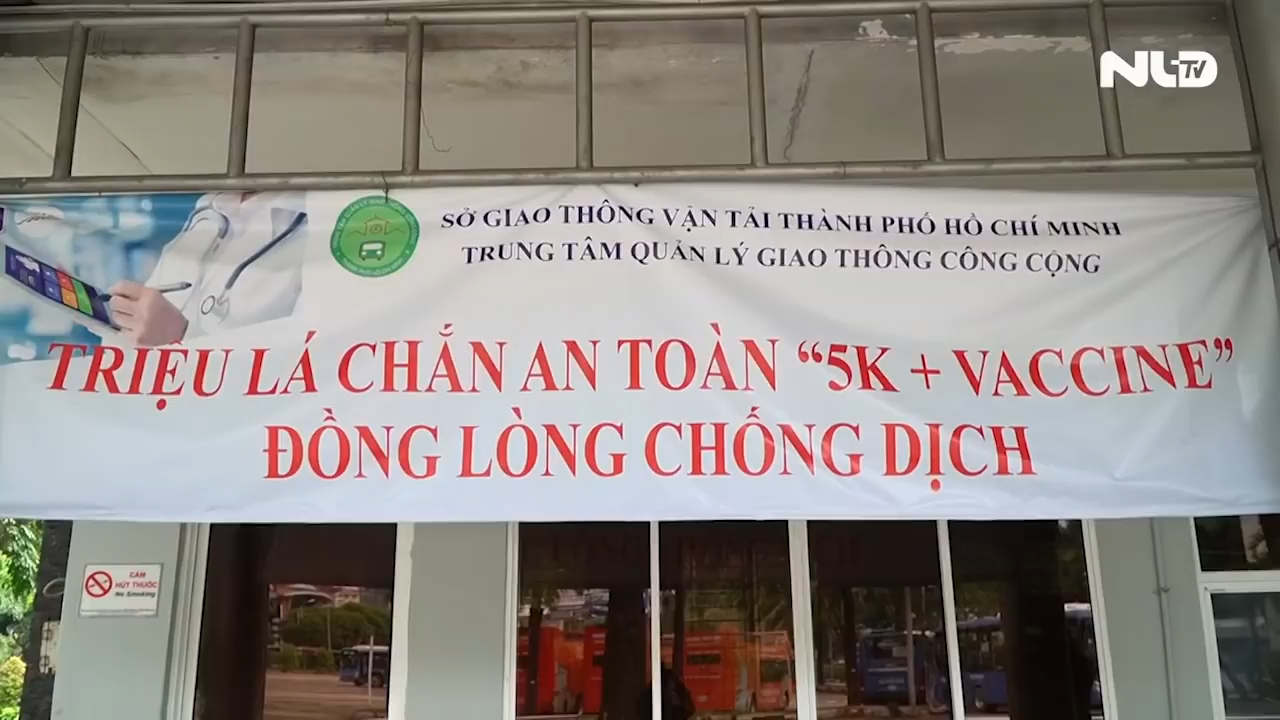 NLĐTV
SỞ GIAO THÔNG VẬN TẢI THÀNH PHỐ HỒ CHÍ MINH
TRUNG TÂM QUẢN LÝ GIAO THÔNG CÔNG CỘNG
TRIỆU LÁ CHẮN AN TOÀN “5K + VACCINE”
ĐỒNG LÒNG CHỐNG DỊCH
CẤM
HÚT THUỐC
No Smoking